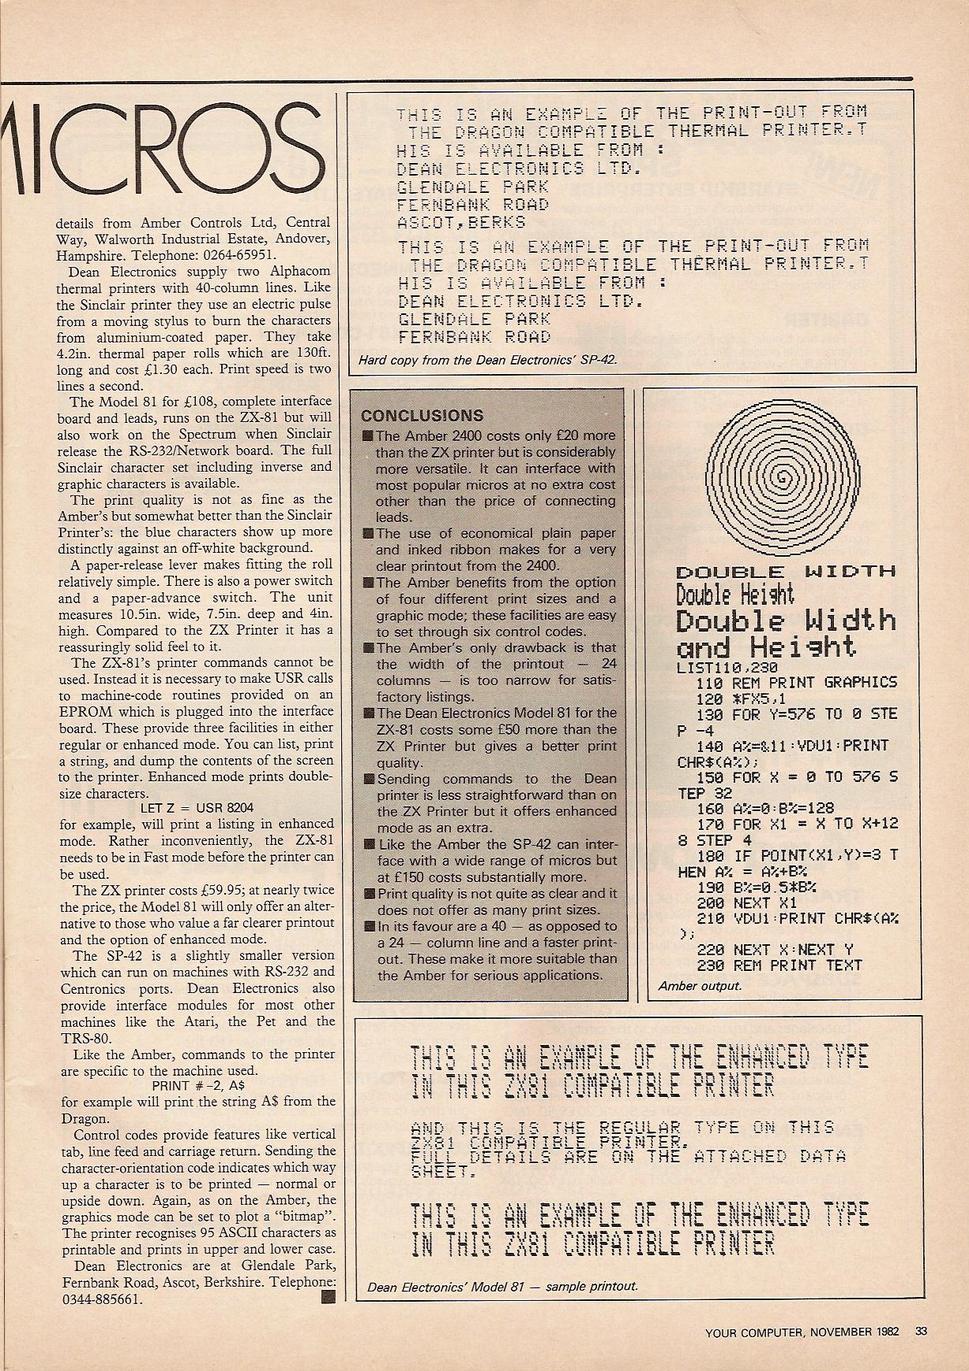 MICROS
details from Amber Controls Ltd, Central
Way, Walworth Industrial Estate, Andover,
Hampshire. Telephone: 0264-65951.
Dean Electronics supply two Alphacom
thermal printers with 40-column lines. Like
the Sinclair printer they use an electric pulse
from a moving stylus to burn the characters
from aluminium-coated paper. They take
4.2in. thermal paper rolls which are 130ft.
long and cost £1.30 each. Print speed is two
lines a second.
The Model 81 for £108, complete interface
board and leads, runs on the ZX-81 but will
also work on the Spectrum when Sinclair
release the RS-232/Network board. The full
Sinclair character set including inverse and
graphic characters is available.
The print quality is not as fine as the
Amber's but somewhat better than the Sinclair
Printer's: the blue characters show up more
distinctly against an off-white background.
A paper-release lever makes fitting the roll
relatively simple. There is also a power switch
and a paper-advance switch. The unit
measures 10.5in. wide, 7.5in. deep and 4in.
high. Compared to the ZX Printer it has a
reassuringly solid feel to it.
The ZX-81's printer commands cannot be
used. Instead it is necessary to make USR calls
to machine-code routines provided on an
EPROM which is plugged into the interface
board. These provide three facilities in either
regular or enhanced mode. You can list, print
a string, and dump the contents of the screen
to the printer. Enhanced mode prints double-
size characters.
LET Z = USR 8204
for example, will print a listing in enhanced
mode. Rather inconveniently, the ZX-81
needs to be in Fast mode before the printer can
be used.
The ZX printer costs £59.95; at nearly twice
the price, the Model 81 will only offer an alter-
native to those who value a far clearer printout
and the option of enhanced mode.
The SP-42 is a slightly smaller version
which can run on machines with RS-232 and
Centronics ports. Dean Electronics also
provide interface modules for most other
machines like the Atari, the Pet and the
TRS-80.
Like the Amber, commands to the printer
are specific to the machine used.
PRINT # -2, A$
for example will print the string A$ from the
Dragon.
Control codes provide features like vertical
tab, line feed and carriage return. Sending the
character-orientation code indicates which way
up a character is to be printed — normal or
upside down. Again, as on the Amber, the
graphics mode can be set to plot a "bitmap".
The printer recognises 95 ASCII characters as
printable and prints in upper and lower case.
Dean Electronics are at Glendale Park,
Fernbank Road, Ascot, Berkshire. Telephone:
0344-885661.
THIS IS AN EXAMPLE OF THE PRINT-OUT FROM
THE DRAGON COMPATIBLE THERMAL PRINTER.T
HIS IS AVAILABLE FROM :
DEAN ELECTRONICS LTD.
GLENDALE PARK
FERNBANK ROAD
ASCOT,BERKS
THIS IS AN EXAMPLE OF THE PRINT-OUT FROM
THE DRAGON COMPATIBLE THERMAL PRINTER.T
HIS IS AVAILABLE FROM :
DEAN ELECTRONICS LTD.
GLENDALE PARK
FERNBANK ROAD
Hard copy from the Dean Electronics' SP-42.
CONCLUSIONS
■The Amber 2400 costs only £20 more
than the ZX printer but is considerably
more versatile. It can interface with
most popular micros at no extra cost
other than the price of connecting
leads.
■The use of economical plain paper
and inked ribbon makes for a very
clear printout from the 2400.
■The Amber benefits from the option
of four different print sizes and a
graphic mode; these facilities are easy
to set through six control codes.
■The Amber's only drawback is that
the width of the printout — 24
columns — is too narrow for satis-
factory listings.
■The Dean Electronics Model 81 for the
ZX-81 costs some £50 more than the
ZX Printer but gives a better print
quality.
■Sending commands to the Dean
printer is less straightforward than on
the ZX Printer but it offers enhanced
mode as an extra.
■Like the Amber the SP-42 can inter-
face with a wide range of micros but
at £150 costs substantially more.
■Print quality is not quite as clear and it
does not offer as many print sizes.
■In its favour are a 40 — as opposed to
a 24 — column line and a faster print-
out. These make it more suitable than
the Amber for serious applications.
DOUBLE WIDTH
Double Height
Double Width
and Height
LIST110,230
110 REM PRINT GRAPHICS
120 *FX5,1
130 FOR Y=576 TO 0 STE
P -4
140 A%=&11:VDU1:PRINT
CHR$(A%);
150 FOR X = 0 TO 576 S
TEP 32
160 A%=0:B%=128
170 FOR X1 = X TO X+12
8 STEP 4
180 IF POINT(X1,Y)=3 T
HEN A% = A%+B%
190 B%=0.5*B%
200 NEXT X1
210 VDU1:PRINT CHR$(A%
);
220 NEXT X:NEXT Y
230 REM PRINT TEXT
Amber output.
THIS IS AN EXAMPLE OF THE ENHANCED TYPE
IN THIS ZX81 COMPATIBLE PRINTER
AND THIS IS THE REGULAR TYPE ON THIS
ZX81 COMPATIBLE PRINTER.
FULL DETAILS ARE ON THE ATTACHED DATA
SHEET.
THIS IS AN EXAMPLE OF THE ENHANCED TYPE
IN THIS ZX81 COMPATIBLE PRINTER
Dean Electronics' Model 81 — sample printout.
YOUR COMPUTER, NOVEMBER 1982 33